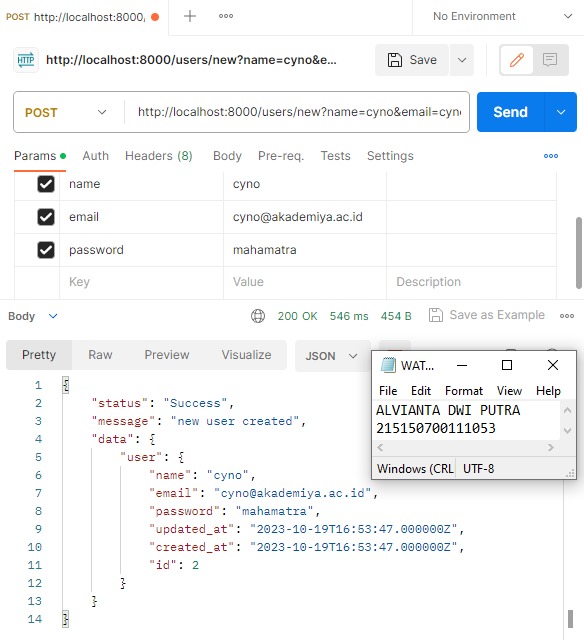 POST http://localhost:8000/
No Environment
HTTP http://localhost:8000/users/new?name=cyno&e...
Save
POST http://localhost:8000/users/new?name=cyno&email=cyn
Send
Params Auth Headers (8) Body Pre-req. Tests Settings
name cyno
email cyno@akademiya.ac.id
password mahamatra
Key Value Description
Body 200 OK 546 ms 454 B Save as Example
Pretty Raw Preview Visualize JSON
1 {
2 "status": "Success",
3 "message": "new user created",
4 "data": {
5 "user": {
6 "name": "cyno",
7 "email": "cyno@akademiya.ac.id",
8 "password": "mahamatra",
9 "updated_at": "2023-10-19T16:53:47.000000Z",
10 "created_at": "2023-10-19T16:53:47.000000Z",
11 "id": 2
12 }
13 }
14 }
WAT...
File Edit Format View Help
ALVIANTA DWI PUTRA
215150700111053
Windows (CRL UTF-8